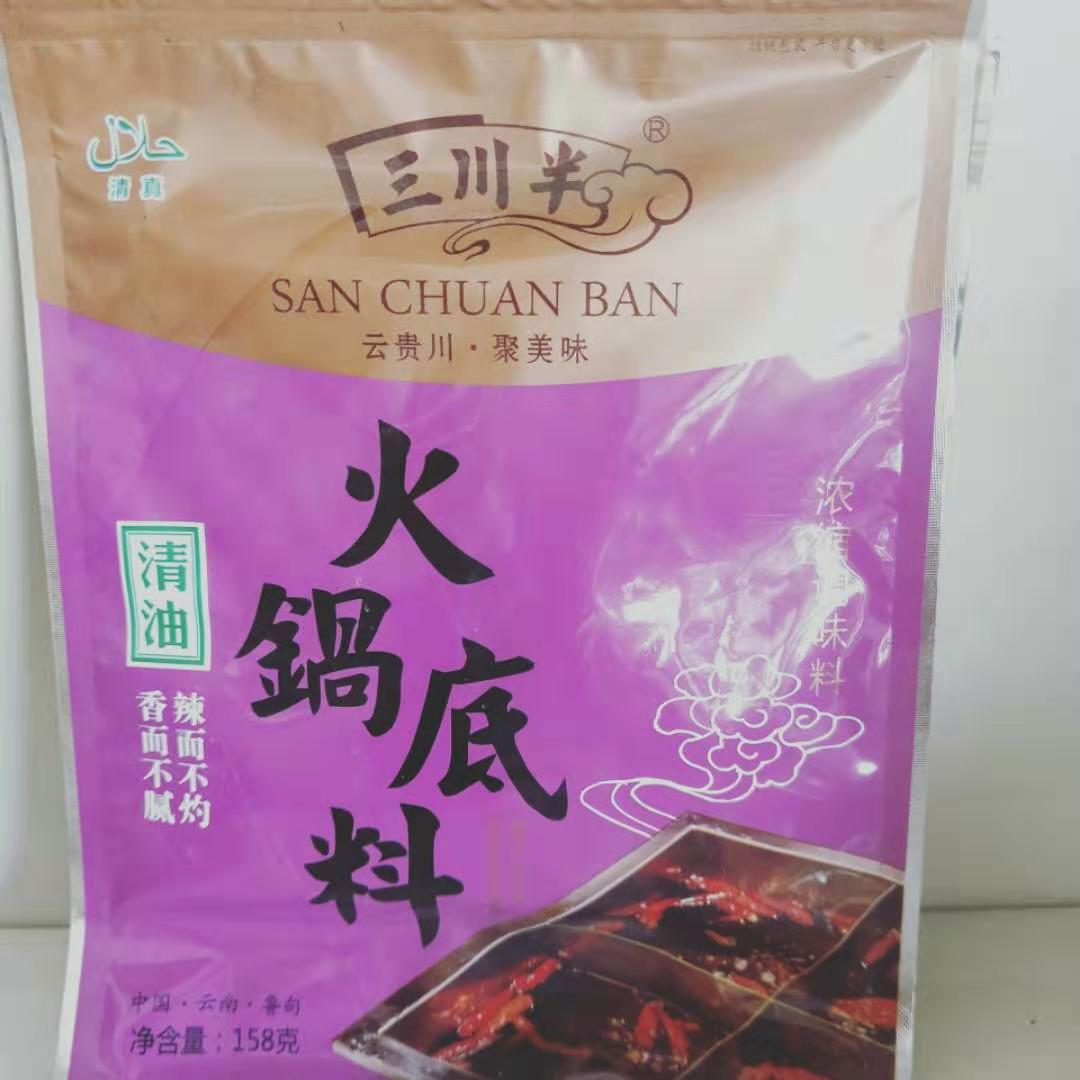 حلال
清真
三川半
®
SAN CHUAN BAN
云贵川·聚美味
火鍋底料
清油
辣而不灼
香而不腻
浓缩调味料
中国·云南·鲁甸
净含量：158克